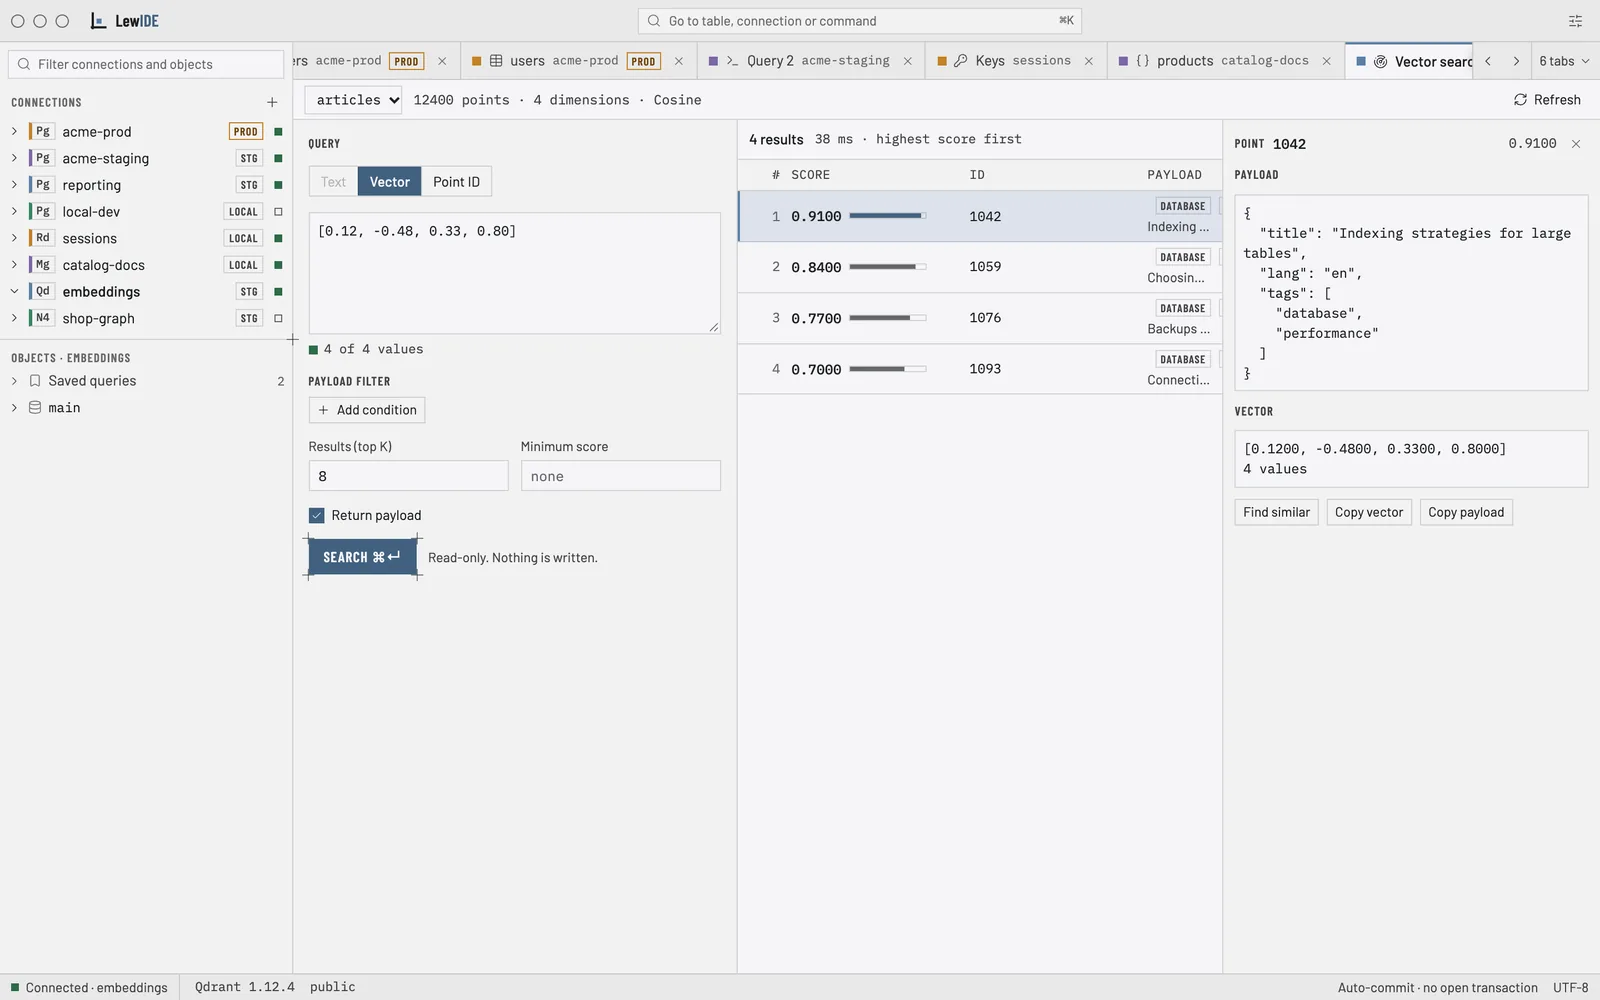 LewIDE
Go to table, connection or command
⌘K
Filter connections and objects
CONNECTIONS
Pg acme-prod PROD
Pg acme-staging STG
Pg reporting STG
Pg local-dev LOCAL
Rd sessions LOCAL
Mg catalog-docs LOCAL
Qd embeddings STG
N4 shop-graph STG
OBJECTS · EMBEDDINGS
Saved queries 2
main
rs acme-prod PROD
users acme-prod PROD
Query 2 acme-staging
Keys sessions
{ } products catalog-docs
Vector searc
6 tabs
articles 12400 points · 4 dimensions · Cosine
Refresh
QUERY
Text Vector Point ID
[0.12, -0.48, 0.33, 0.80]
4 of 4 values
PAYLOAD FILTER
+ Add condition
Results (top K) Minimum score
8 none
Return payload
SEARCH ⌘↵ Read-only. Nothing is written.
4 results 38 ms · highest score first
# SCORE ID PAYLOAD
1 0.9100 1042 DATABASE
Indexing ...
2 0.8400 1059 DATABASE
Choosin...
3 0.7700 1076 DATABASE
Backups ...
4 0.7000 1093 DATABASE
Connecti...
POINT 1042 0.9100
PAYLOAD
{
"title": "Indexing strategies for large
tables",
"lang": "en",
"tags": [
"database",
"performance"
]
}
VECTOR
[0.1200, -0.4800, 0.3300, 0.8000]
4 values
Find similar Copy vector Copy payload
Connected · embeddings Qdrant 1.12.4 public
Auto-commit · no open transaction UTF-8